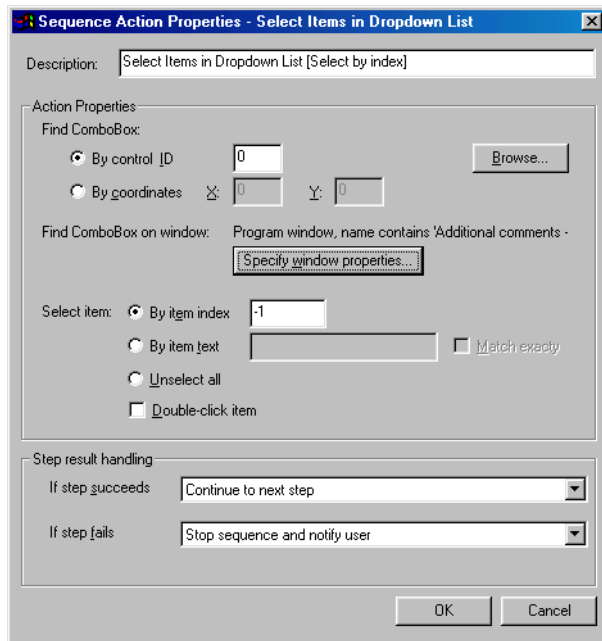 Sequence Action Properties - Select Items in Dropdown List
Description: Select Items in Dropdown List [Select by index]
Action Properties
Find ComboBox:
By control ID 0 Browse...
By coordinates X: 0 Y: 0
Find ComboBox on window: Program window, name contains 'Additional comments -
Specify window properties...
Select item: By item index -1
By item text Match exacty
Unselect all
Double-click item
Step result handling
If step succeeds Continue to next step
If step fails Stop sequence and notify user
OK Cancel